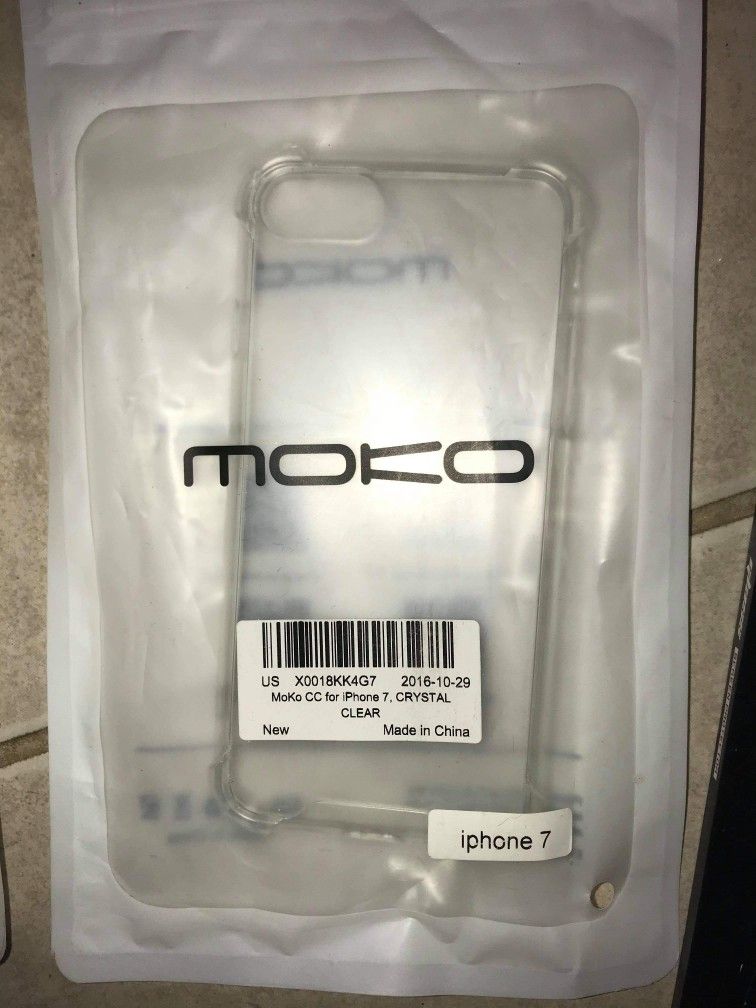 MOKO
US X0018KK4G7 2016-10-29
MoKo CC for iPhone 7, CRYSTAL
CLEAR
New Made in China
iphone 7